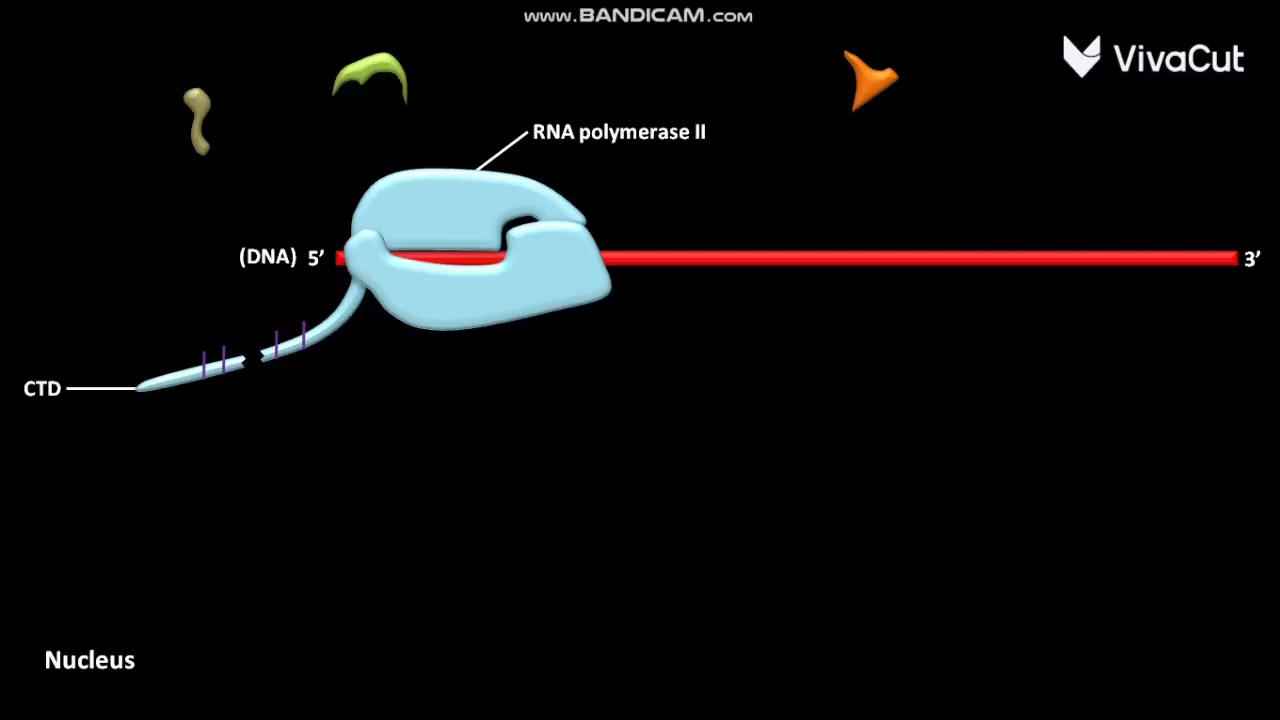 www.BANDICAM.com
VivaCut
RNA polymerase II
(DNA) 5’
3’
CTD
Nucleus